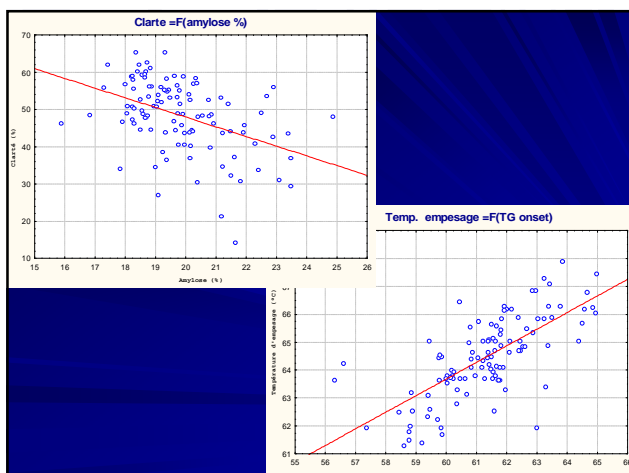 Clarte =F(amylose %)
70
60
50
40
30
20
10
Clarté (%)
15 16 17 18 19 20 21 22 23 24 25 26
Amylose (%)
Temp. empesage =F(TG onset)
66
65
64
63
62
61
Température d'empesage (°C)
55 56 57 58 59 60 61 62 63 64 65 66